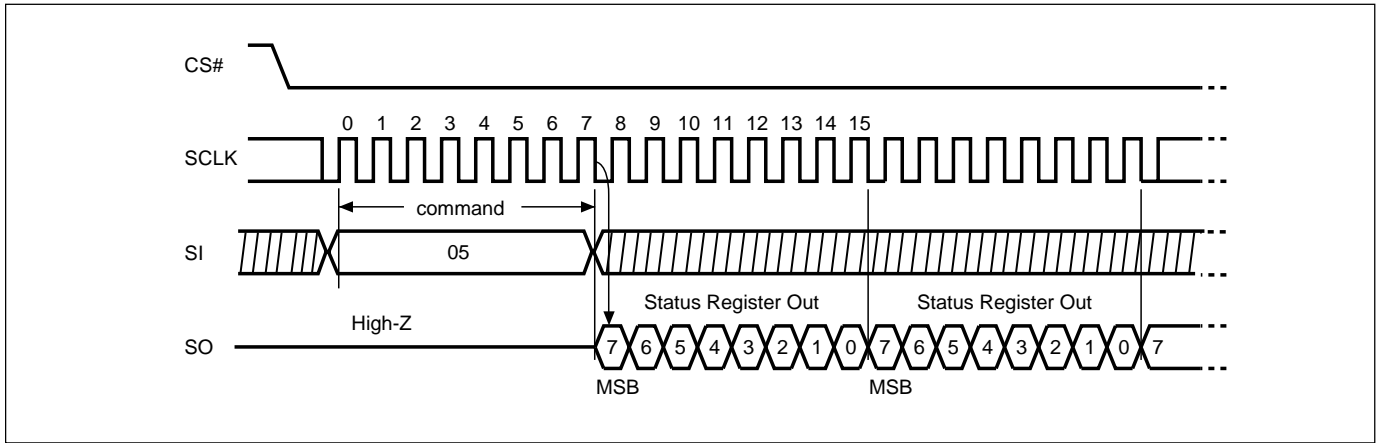 CS#
0 1 2 3 4 5 6 7 8 9 10 11 12 13 14 15
SCLK
command
SI
05
Status Register Out Status Register Out
High-Z
SO
7 6 5 4 3 2 1 0 7 6 5 4 3 2 1 0 7
MSB MSB